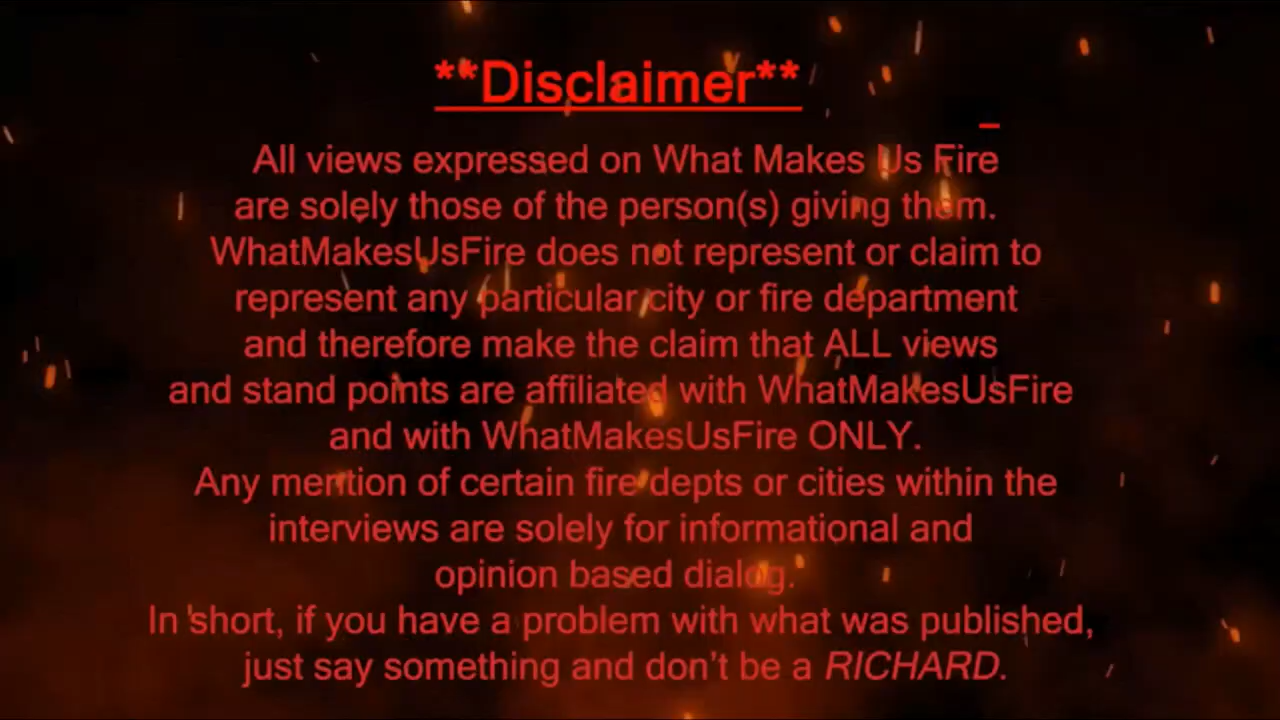 **Disclaimer**
All views expressed on What Makes Us Fire
are solely those of the person(s) giving them.
WhatMakesUsFire does not represent or claim to
represent any particular city or fire department
and therefore make the claim that ALL views
and stand points are affiliated with WhatMakesUsFire
and with WhatMakesUsFire ONLY.
Any mention of certain fire depts or cities within the
interviews are solely for informational and
opinion based dialog.
In short, if you have a problem with what was published,
just say something and don’t be a RICHARD.